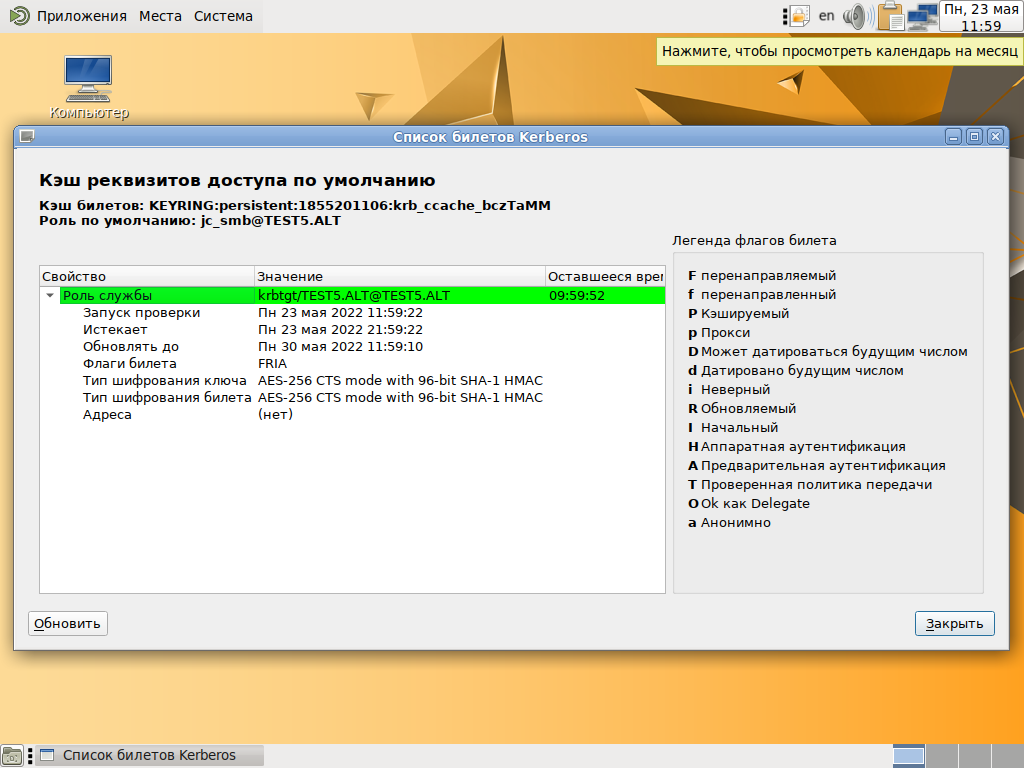 Приложения Места Система
en
Пн, 23 мая
11:59
Нажмите, чтобы просмотреть календарь на месяц
Компьютер
Список билетов Kerberos
Кэш реквизитов доступа по умолчанию
Кэш билетов: KEYRING:persistent:1855201106:krb_ccache_bczTaMM
Роль по умолчанию: jc_smb@TEST5.ALT
Свойство Значение Оставшееся врем
Роль службы krbtgt/TEST5.ALT@TEST5.ALT 09:59:52
Запуск проверки Пн 23 мая 2022 11:59:22
Истекает Пн 23 мая 2022 21:59:22
Обновлять до Пн 30 мая 2022 11:59:10
Флаги билета FRIA
Тип шифрования ключа AES-256 CTS mode with 96-bit SHA-1 HMAC
Тип шифрования билета AES-256 CTS mode with 96-bit SHA-1 HMAC
Адреса (нет)
Легенда флагов билета
F перенаправляемый
f перенаправленный
P Кэшируемый
p Прокси
D Может датироваться будущим числом
d Датировано будущим числом
i Неверный
R Обновляемый
I Начальный
H Аппаратная аутентификация
A Предварительная аутентификация
T Проверенная политика передачи
O Ok как Delegate
a Анонимно
Обновить
Закрыть
Список билетов Kerberos